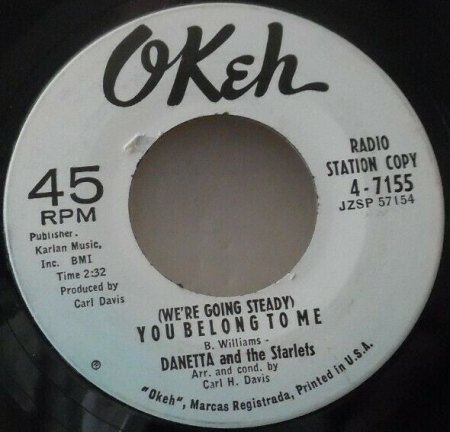 OKeh
RADIO
STATION COPY
4-7155
JZSP 57154
45
RPM
Publisher.
Karlan Music,
Inc. BMI
Time 2:32
Produced by
Carl Davis
(WE'RE GOING STEADY)
YOU BELONG TO ME
B. Williams -
DANETTA and the Starlets
Arr. and cond. by
Carl H. Davis
℗
"Okeh", Marcas Registrada, Printed in U.S.A.